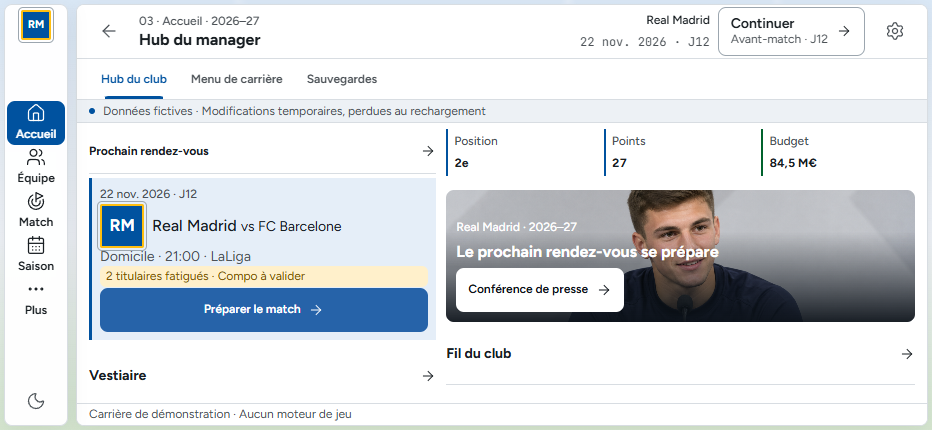 RM
Accueil
Équipe
Match
Saison
Plus
03 · Accueil · 2026–27
Hub du manager
Real Madrid
22 nov. 2026 · J12
Continuer
Avant-match · J12
Hub du club
Menu de carrière
Sauvegardes
Données fictives · Modifications temporaires, perdues au rechargement
Prochain rendez-vous
22 nov. 2026 · J12
RM
Real Madrid vs FC Barcelone
Domicile · 21:00 · LaLiga
2 titulaires fatigués · Compo à valider
Préparer le match
Vestiaire
Position
2e
Points
27
Budget
84,5 M€
Real Madrid · 2026–27
Le prochain rendez-vous se prépare
Conférence de presse
Fil du club
Carrière de démonstration · Aucun moteur de jeu